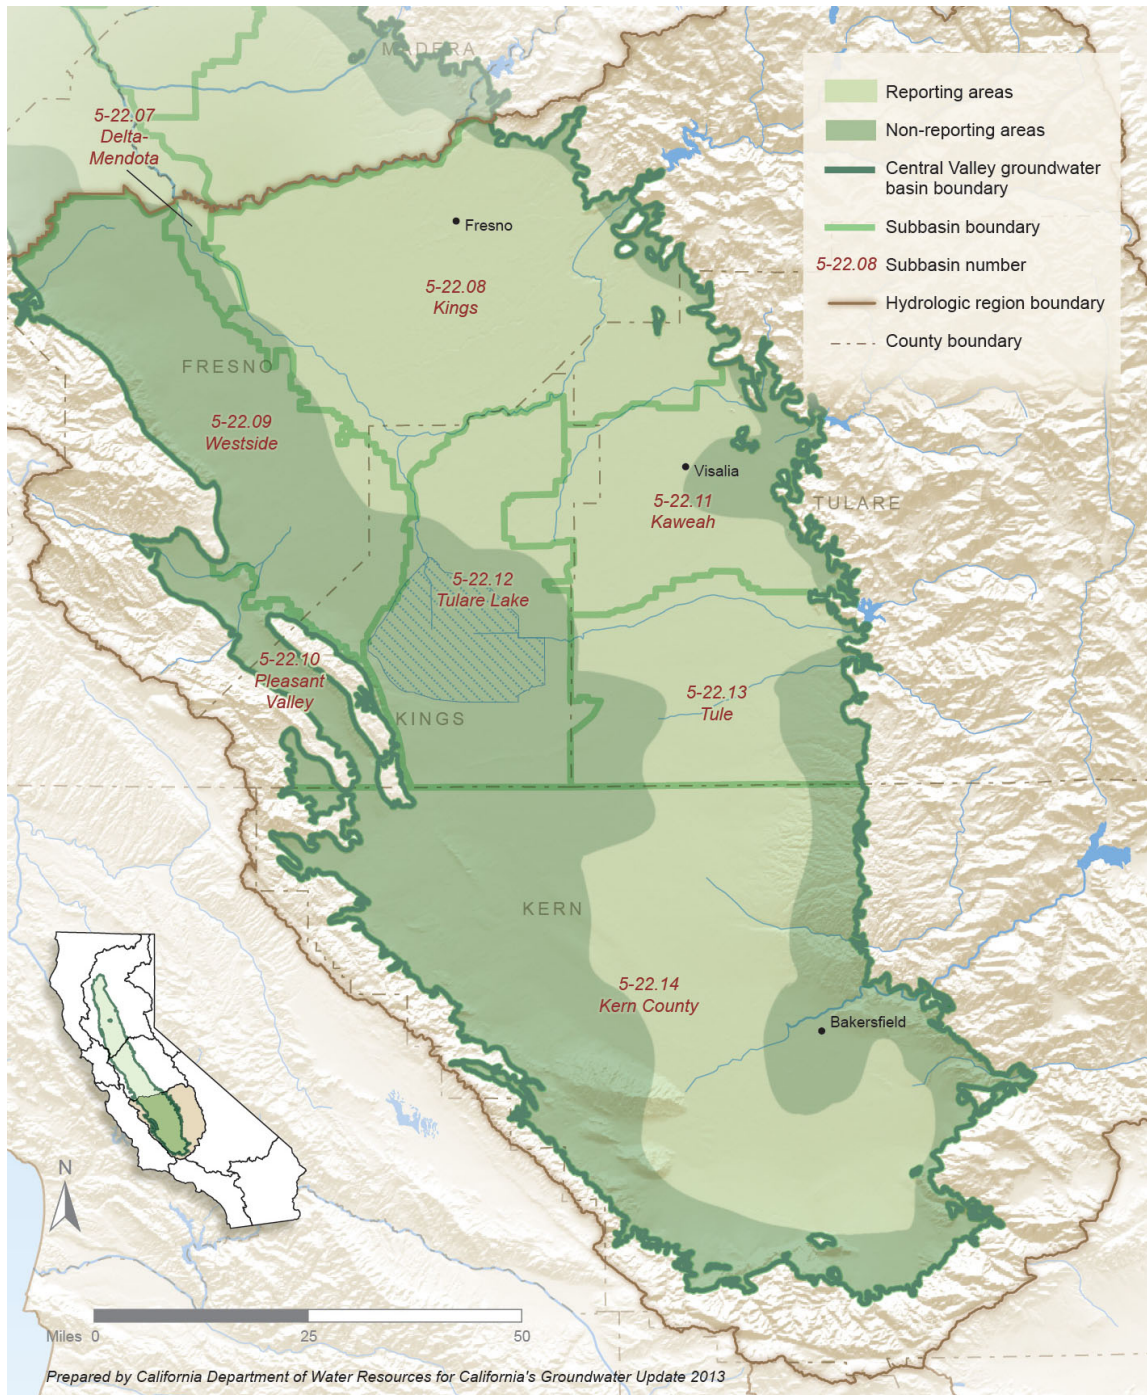 MADERA
5-22.07
Delta-
Mendota
Reporting areas
Non-reporting areas
Central Valley groundwater
basin boundary
Subbasin boundary
5-22.08 Subbasin number
Hydrologic region boundary
County boundary
Fresno
5-22.08
Kings
FRESNO
5-22.09
Westside
Visalia
5-22.11
Kaweah
TULARE
5-22.12
Tulare Lake
5-22.10
Pleasant
Valley
KINGS
5-22.13
Tule
KERN
5-22.14
Kern County
Bakersfield
N
Miles 0 25 50
Prepared by California Department of Water Resources for California's Groundwater Update 2013